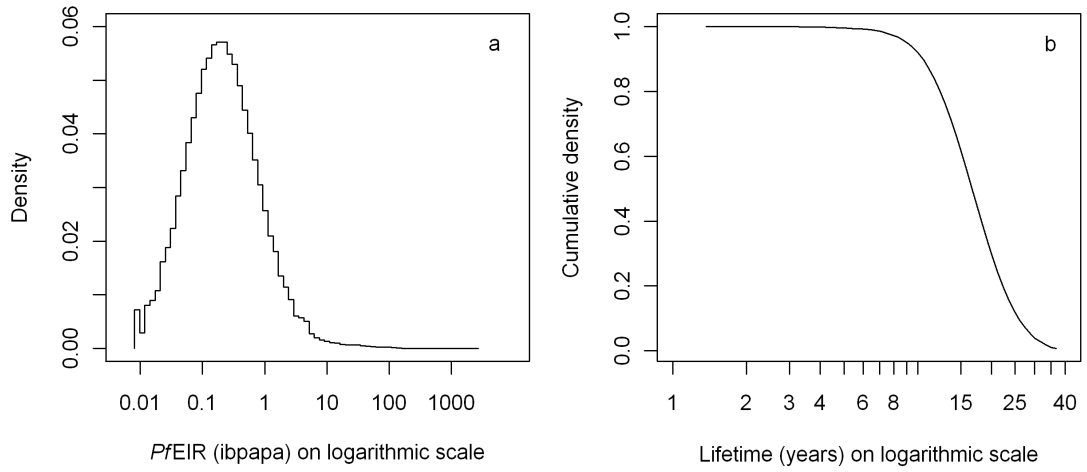 a
0.06
0.04
0.02
0.00
Density
0.01 0.1 1 10 100 1000
PfEIR (ibpapa) on logarithmic scale
b
1.0
0.8
0.6
0.4
0.2
0.0
Cumulative density
1 2 3 4 6 8 15 25 40
Lifetime (years) on logarithmic scale